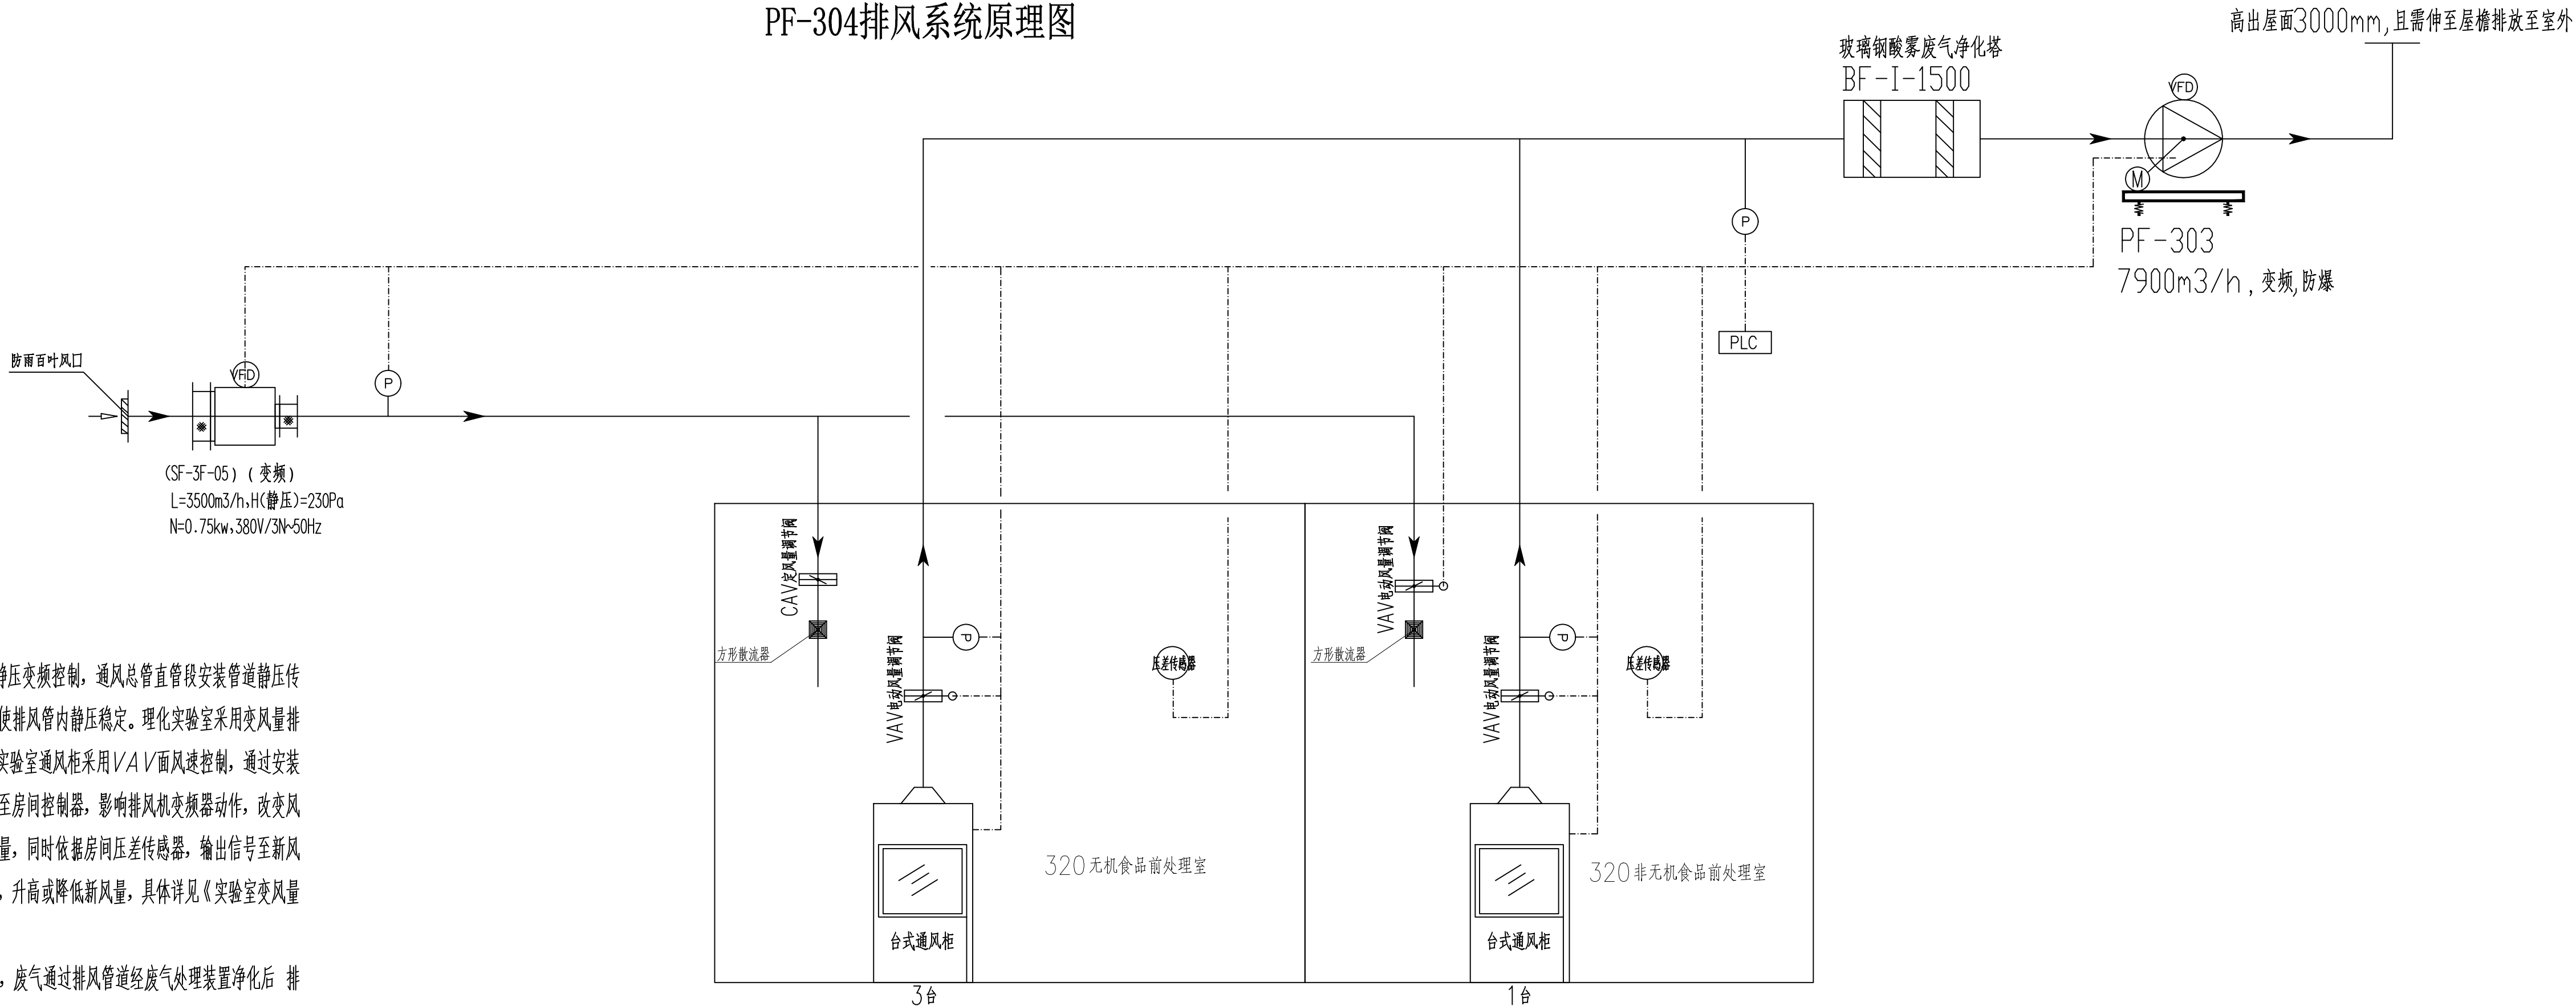 PF-304排风系统原理图
高出屋面3000mm,且需伸至屋檐排放至室外
玻璃钢酸雾废气净化塔
BF-I-1500
VFD
M
P
PF-303
7900m3/h,变频,防爆
PLC
防雨百叶风口
VFD
P
(SF-3F-05)(变频)
L=3500m3/h,H(静压)=230Pa
N=0.75kw,380V/3N~50Hz
CAV定风量调节阀
方形散流器
VAV电动风量调节阀
P
压差传感器
320无机食品前处理室
台式通风柜
3台
VAV电动风量调节阀
方形散流器
VAV电动风量调节阀
P
压差传感器
320非无机食品前处理室
台式通风柜
1台
静压变频控制，通风总管直管段安装管道静压传
使排风管内静压稳定。理化实验室采用变风量排
实验室通风柜采用VAV面风速控制，通过安装
至房间控制器，影响排风机变频器动作，改变风
量，同时依据房间压差传感器，输出信号至新风
，升高或降低新风量，具体详见《实验室变风量
，废气通过排风管道经废气处理装置净化后 排